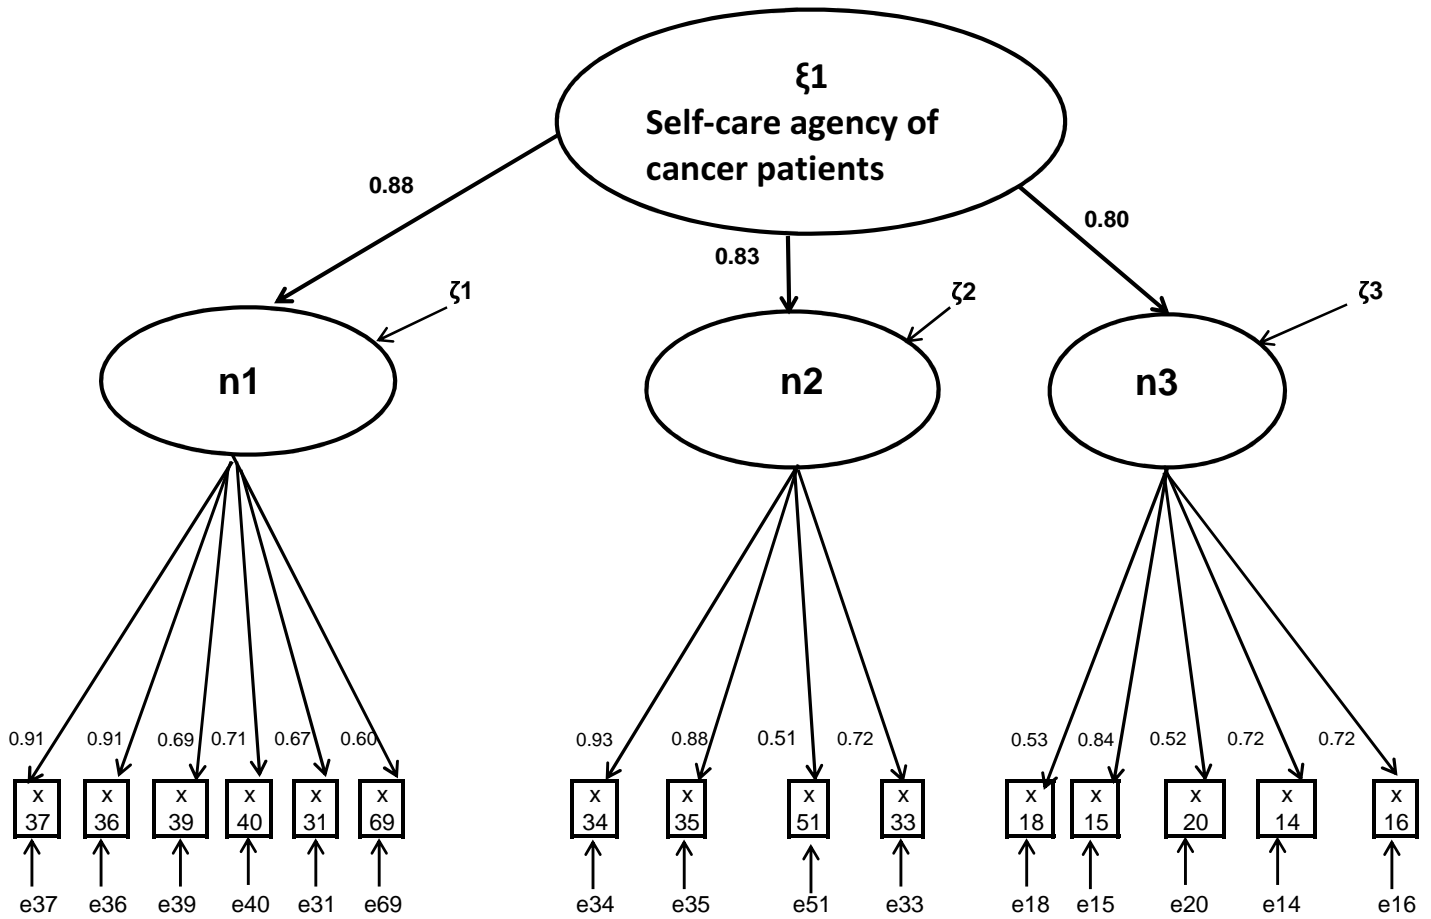 ξ1
Self-care agency of
cancer patients
0.88
0.83
0.80
ζ1
ζ2
ζ3
n1
n2
n3
0.91
0.91
0.69
0.71
0.67
0.60
0.93
0.88
0.51
0.72
0.53
0.84
0.52
0.72
0.72
x
37
x
36
x
39
x
40
x
31
x
69
x
34
x
35
x
51
x
33
x
18
x
15
x
20
x
14
x
16
e37
e36
e39
e40
e31
e69
e34
e35
e51
e33
e18
e15
e20
e14
e16